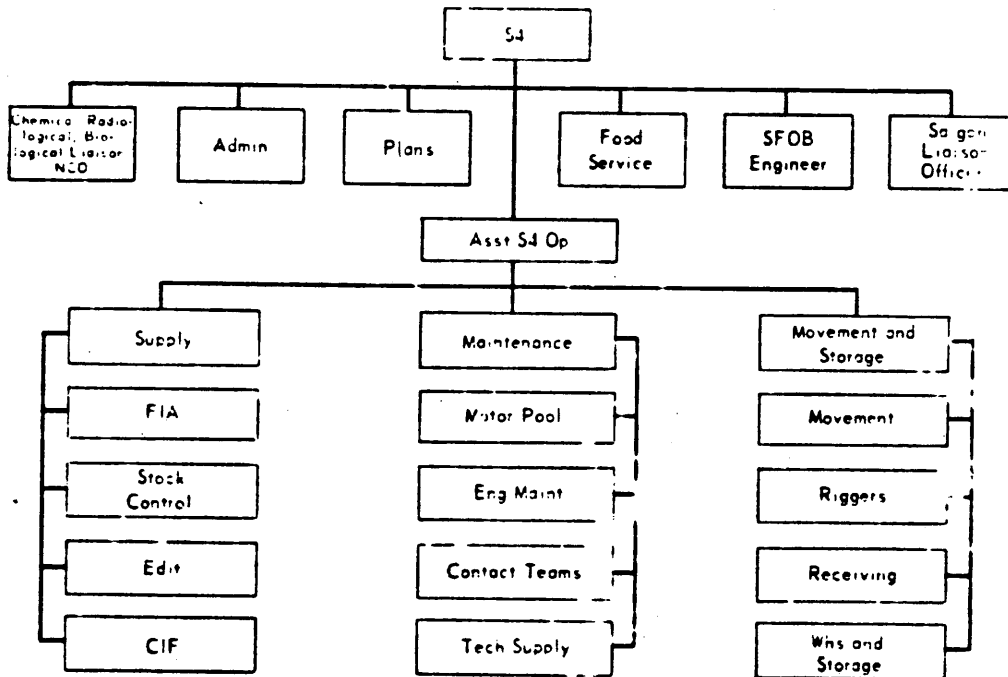 S4
Chemical Radio-
logical, Bio-
logical Liaison
NCO
Admin
Plans
Food
Service
SFOB
Engineer
Saigon
Liaison
Officer
Asst S4 Op
Supply
FIA
Stock
Control
Edit
CIF
Maintenance
Motor Pool
Eng Maint
Contact Teams
Tech Supply
Movement and
Storage
Movement
Riggers
Receiving
Whs and
Storage